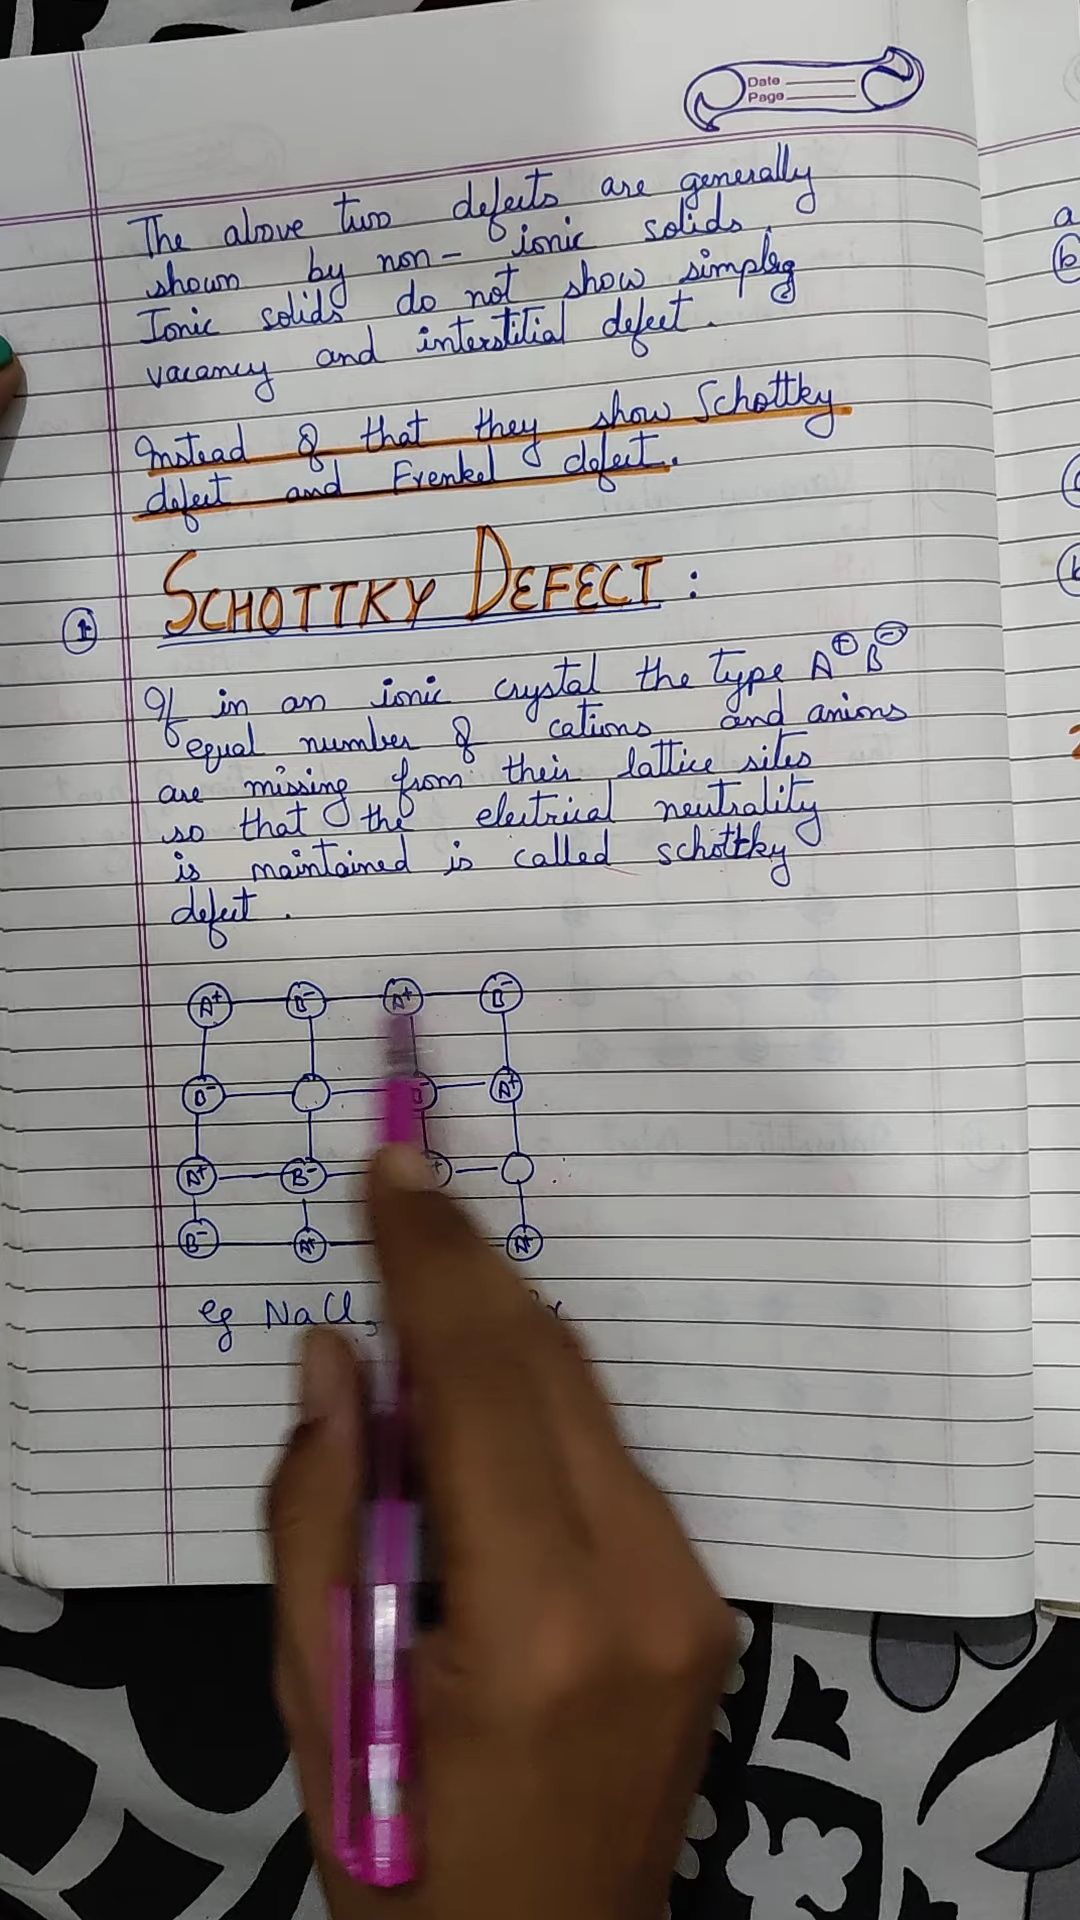 Date
Page
The above two defects are generally
shown by non-ionic solids.
Ionic solids do not show simple
vacancy and interstitial defect.
Instead of that they show Schottky
defect and Frenkel defect.
1 SCHOTTKY DEFECT :
If in an ionic crystal the type A⊕ B⊖
equal number of cations and anions
are missing from their lattice sites
so that the electrical neutrality
is maintained is called schottky
defect.
A+ B- A+ B-
B- B- A+
A+ B- +
B- A+ A+
eg NaCl,
a
b